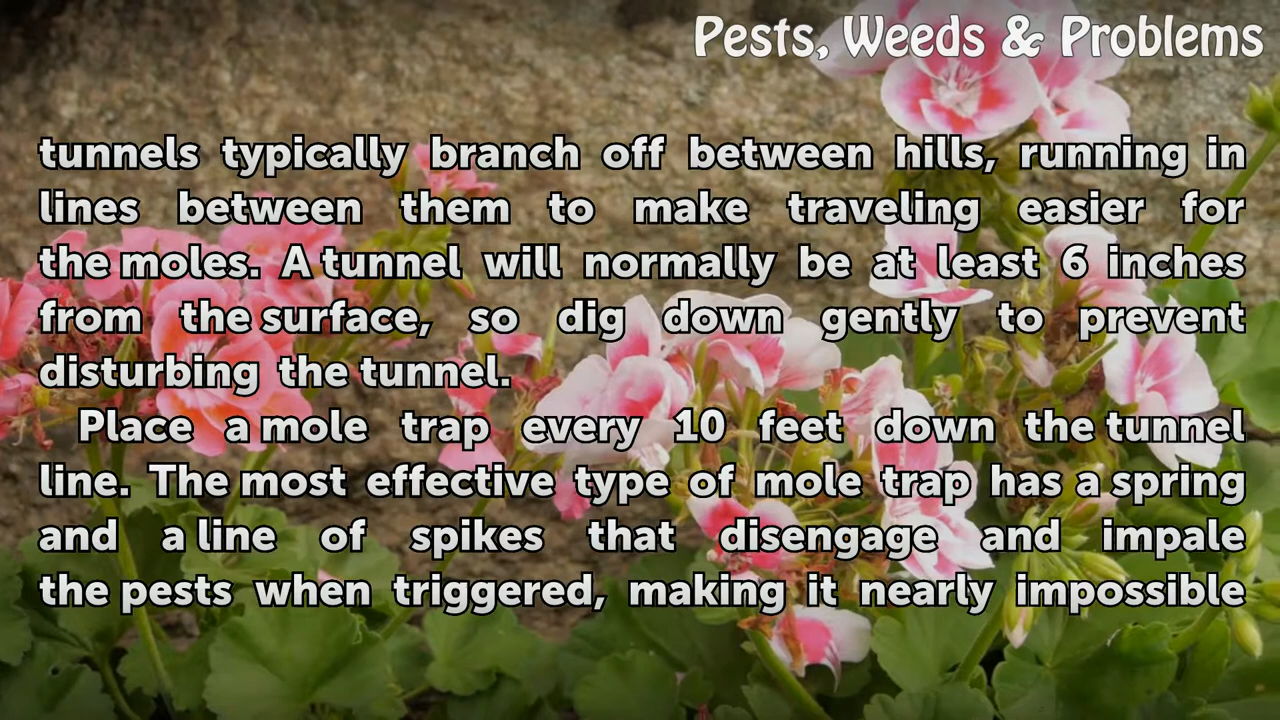 Pests, Weeds & Problems
tunnels typically branch off between hills, running in
lines between them to make traveling easier for
the moles. A tunnel will normally be at least 6 inches
from the surface, so dig down gently to prevent
disturbing the tunnel.
Place a mole trap every 10 feet down the tunnel
line. The most effective type of mole trap has a spring
and a line of spikes that disengage and impale
the pests when triggered, making it nearly impossible